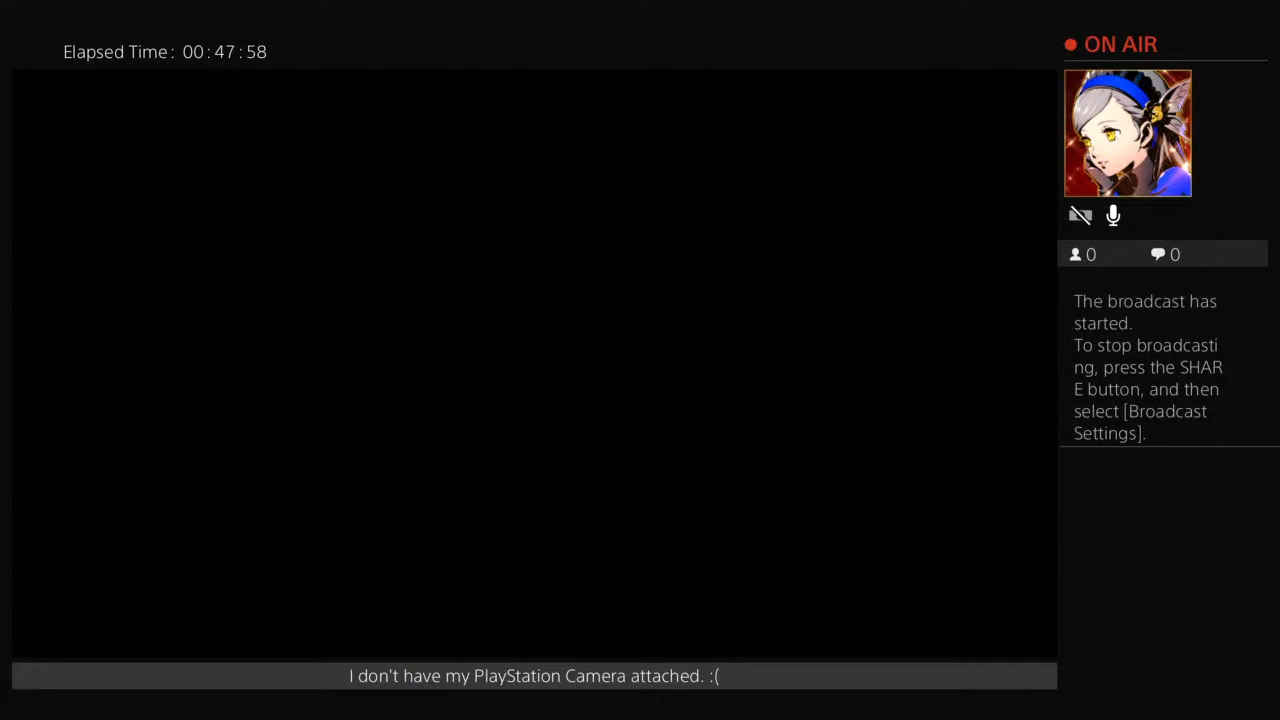 Elapsed Time: 00:47:58
ON AIR
0 0
The broadcast has
started.
To stop broadcasti
ng, press the SHAR
E button, and then
select [Broadcast
Settings].
I don't have my PlayStation Camera attached. :(